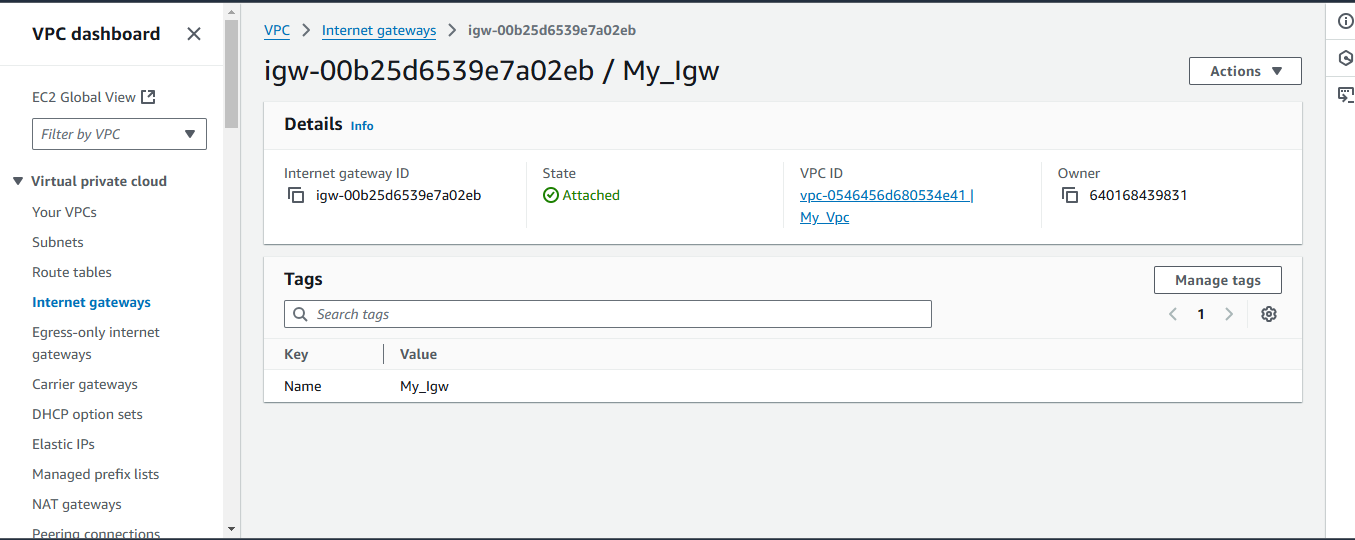 VPC dashboard
EC2 Global View
Filter by VPC
Virtual private cloud
Your VPCs
Subnets
Route tables
Internet gateways
Egress-only internet
gateways
Carrier gateways
DHCP option sets
Elastic IPs
Managed prefix lists
NAT gateways
Peering connections
VPC > Internet gateways > igw-00b25d6539e7a02eb
igw-00b25d6539e7a02eb / My_Igw
Actions
Details Info
Internet gateway ID
igw-00b25d6539e7a02eb
State
Attached
VPC ID
vpc-0546456d680534e41 |
My_Vpc
Owner
640168439831
Tags
Manage tags
Search tags
1
Key Value
Name My_Igw